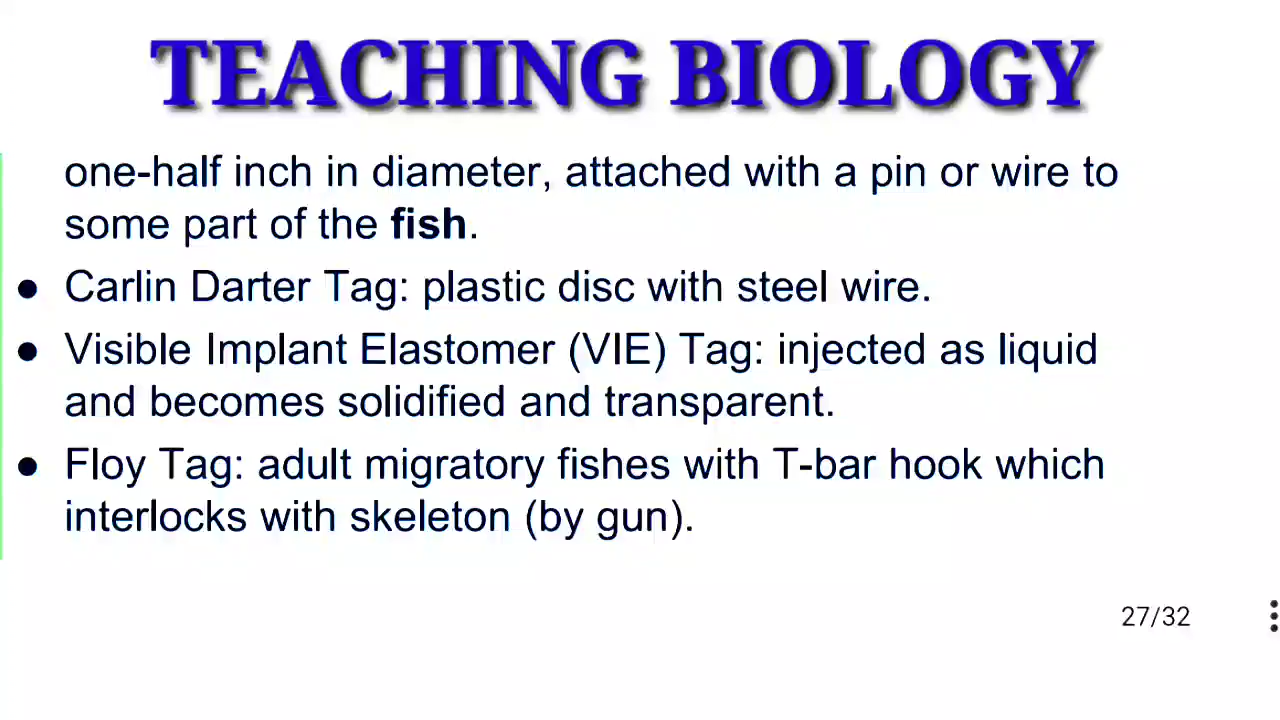 TEACHING BIOLOGY
one-half inch in diameter, attached with a pin or wire to
some part of the fish.
● Carlin Darter Tag: plastic disc with steel wire.
● Visible Implant Elastomer (VIE) Tag: injected as liquid
and becomes solidified and transparent.
● Floy Tag: adult migratory fishes with T-bar hook which
interlocks with skeleton (by gun).
27/32